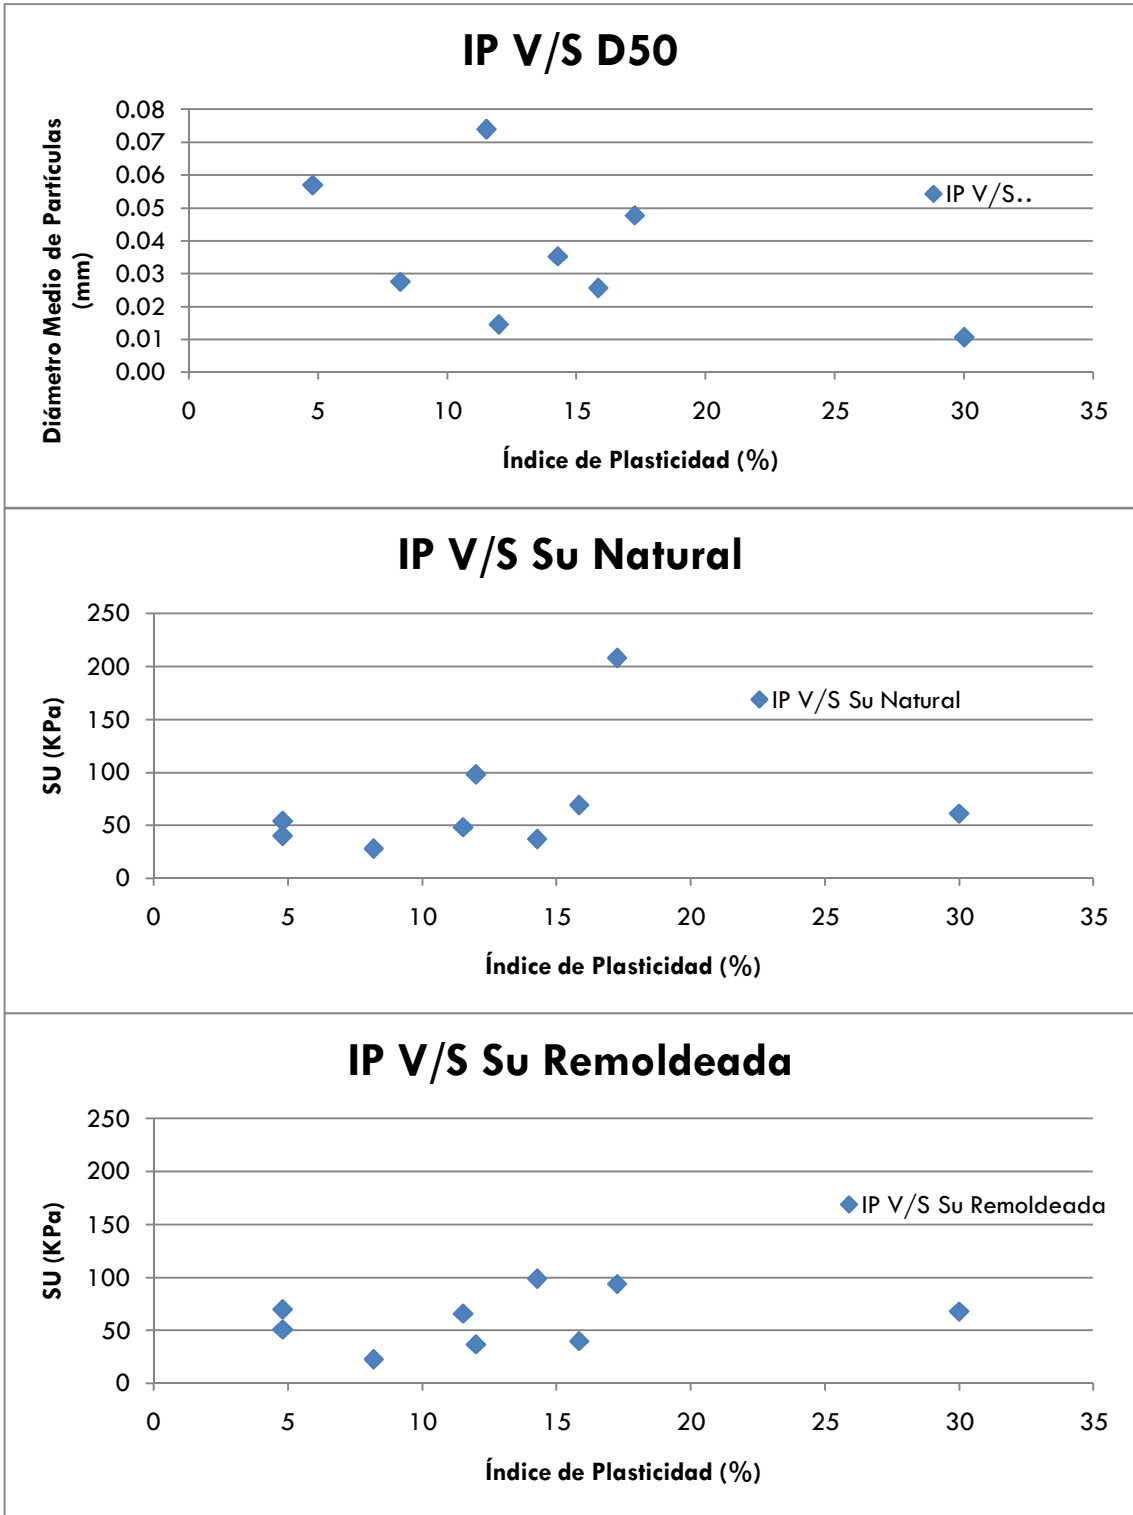 IP V/S D50
Diámetro Medio de Partículas
(mm)
0.08
0.07
0.06
0.05
0.04
0.03
0.02
0.01
0.00
0 5 10 15 20 25 30 35
IP V/S..
Índice de Plasticidad (%)
IP V/S Su Natural
SU (KPa)
250
200
150
100
50
0
0 5 10 15 20 25 30 35
IP V/S Su Natural
Índice de Plasticidad (%)
IP V/S Su Remoldeada
SU (KPa)
250
200
150
100
50
0
0 5 10 15 20 25 30 35
IP V/S Su Remoldeada
Índice de Plasticidad (%)